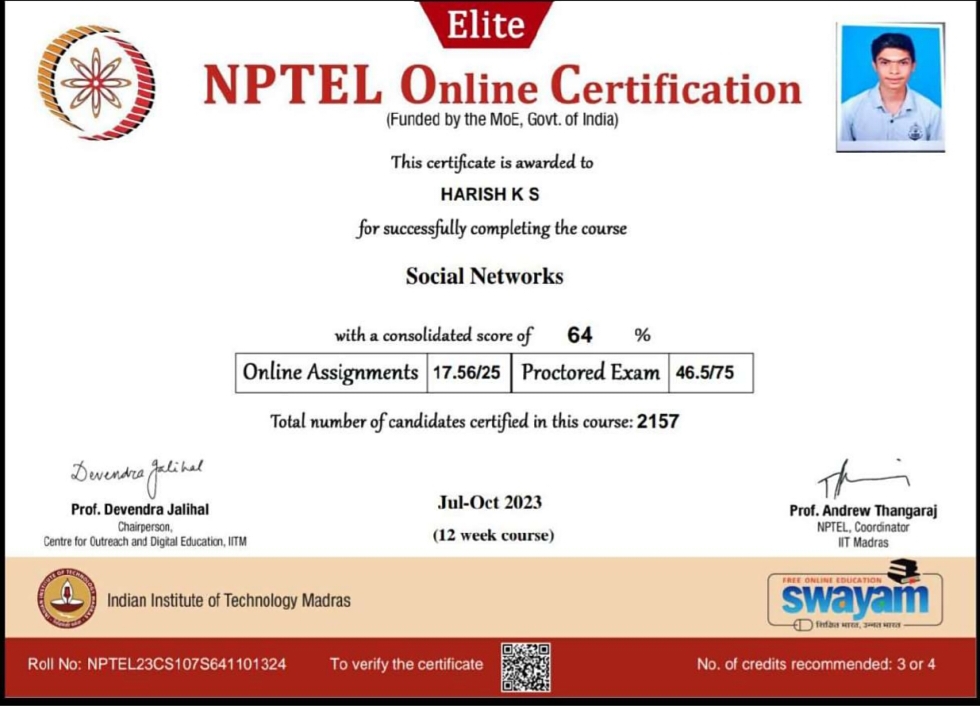 Elite
NPTEL Online Certification
(Funded by the MoE, Govt. of India)
This certificate is awarded to
HARISH K S
for successfully completing the course
Social Networks
with a consolidated score of 64 %
Online Assignments 17.56/25 Proctored Exam 46.5/75
Total number of candidates certified in this course: 2157
Devendra Jalihal
Prof. Devendra Jalihal
Chairperson,
Centre for Outreach and Digital Education, IITM
Jul-Oct 2023
(12 week course)
Prof. Andrew Thangaraj
NPTEL, Coordinator
IIT Madras
Indian Institute of Technology Madras
FREE ONLINE EDUCATION
swayam
शिक्षित भारत, उन्नत भारत
Roll No: NPTEL23CS107S641101324
To verify the certificate
No. of credits recommended: 3 or 4